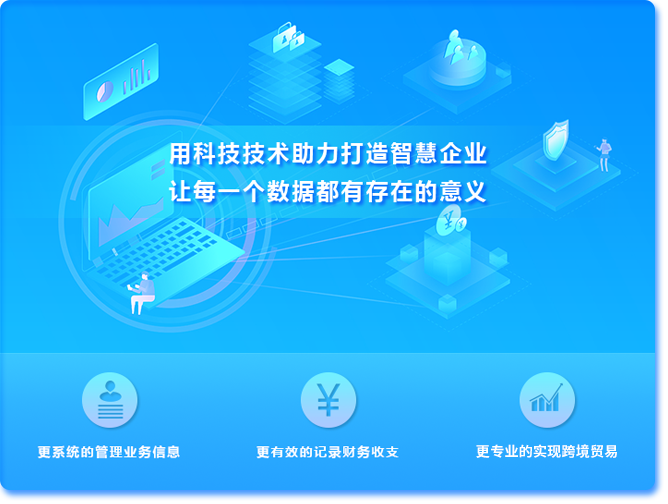 用科技技术助力打造智慧企业
让每一个数据都有存在的意义
¥
¥
更系统的管理业务信息
更有效的记录财务收支
更专业的实现跨境贸易